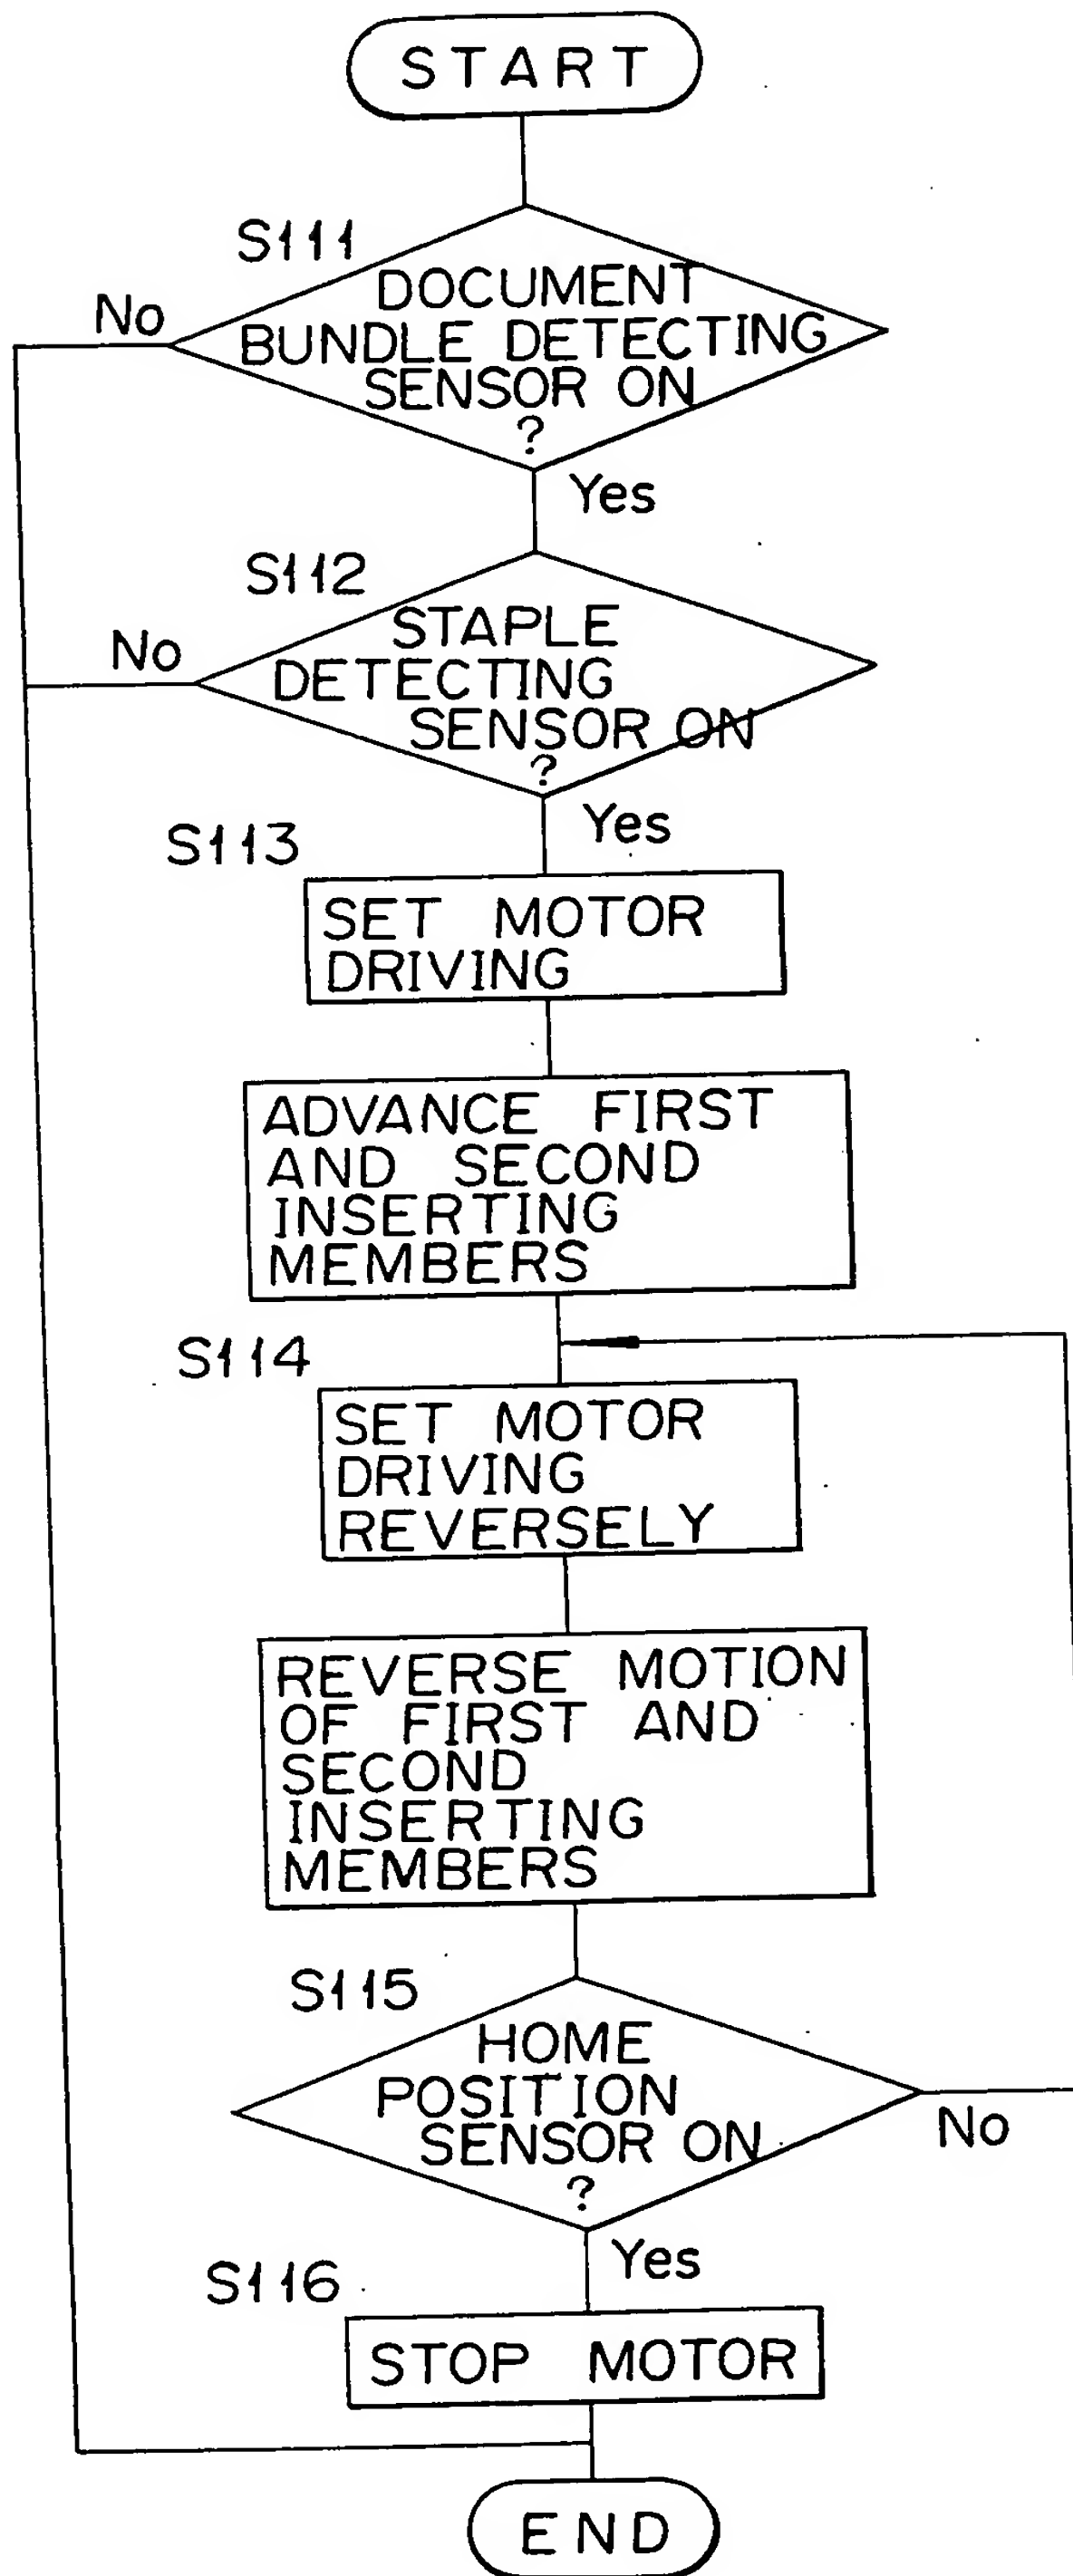 START
S111
DOCUMENT
No
BUNDLE DETECTING
SENSOR ON
?
Yes
S112
STAPLE
No
DETECTING
SENSOR ON
?
Yes
S113
SET MOTOR
DRIVING
ADVANCE FIRST
AND SECOND
INSERTING
MEMBERS
S114
SET MOTOR
DRIVING
REVERSELY
REVERSE MOTION
OF FIRST AND
SECOND
INSERTING
MEMBERS
S115
HOME
POSITION
SENSOR ON
No
?
Yes
S116
STOP MOTOR
END